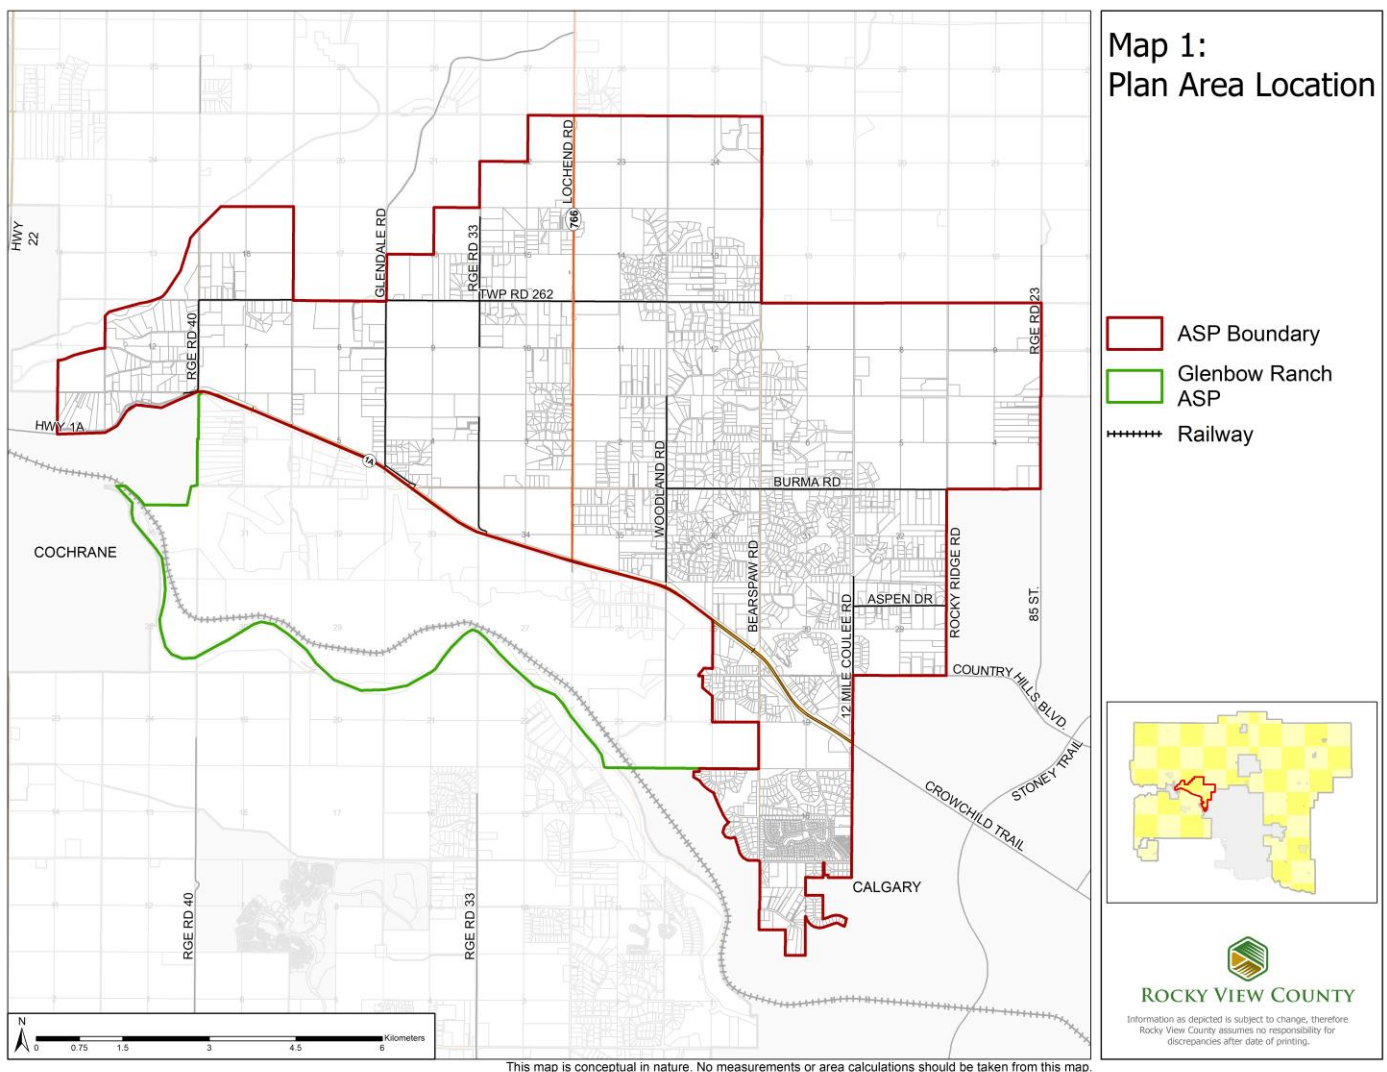 Map 1:
Plan Area Location
ASP Boundary
Glenbow Ranch
ASP
Railway
HWY
22
GLENDALE RD
RGE RD 33
LOCHEND RD
766
TWP RD 262
RGE RD 40
RGE RD 23
HWY 1A
1A
WOODLAND RD
BURMA RD
COCHRANE
BEARSPAW RD
12 MILE COULEE RD
ASPEN DR
ROCKY RIDGE RD
85 ST.
COUNTRY HILLS BLVD.
STONEY TRAIL
CROWCHILD TRAIL
CALGARY
RGE RD 40
RGE RD 33
N
0 0.75 1.5 3 4.5 6
Kilometers
ROCKY VIEW COUNTY
Information as depicted is subject to change, therefore
Rocky View County assumes no responsibility for
discrepancies after date of printing.
This map is conceptual in nature. No measurements or area calculations should be taken from this map.